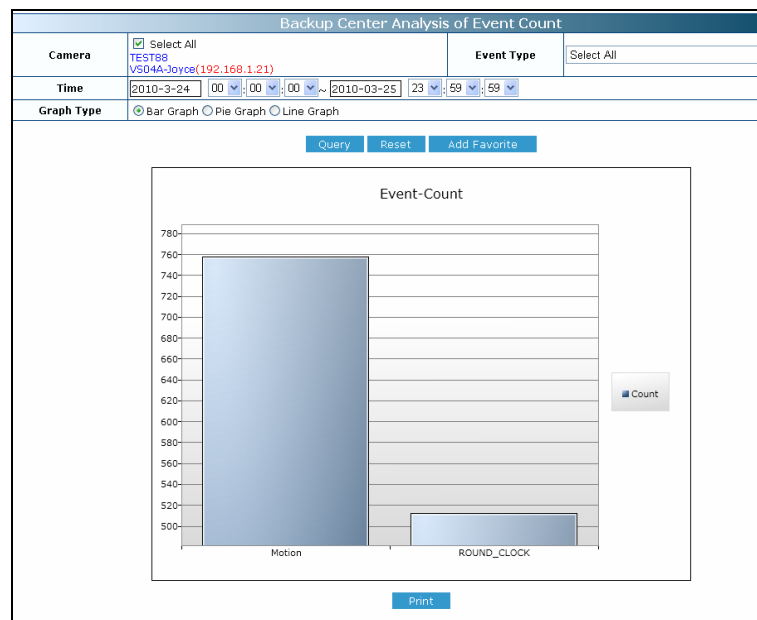 Backup Center Analysis of Event Count
Camera
Select All
TEST88
VS04A-Joyce(192.168.1.21)
Event Type
Select All
Time
2010-3-24 00 : 00 : 00 ~ 2010-03-25 23 : 59 : 59
Graph Type
Bar Graph Pie Graph Line Graph
Query Reset Add Favorite
Event-Count
780
760
740
720
700
680
660
640
620
600
580
560
540
520
500
Count
Motion ROUND_CLOCK
Print